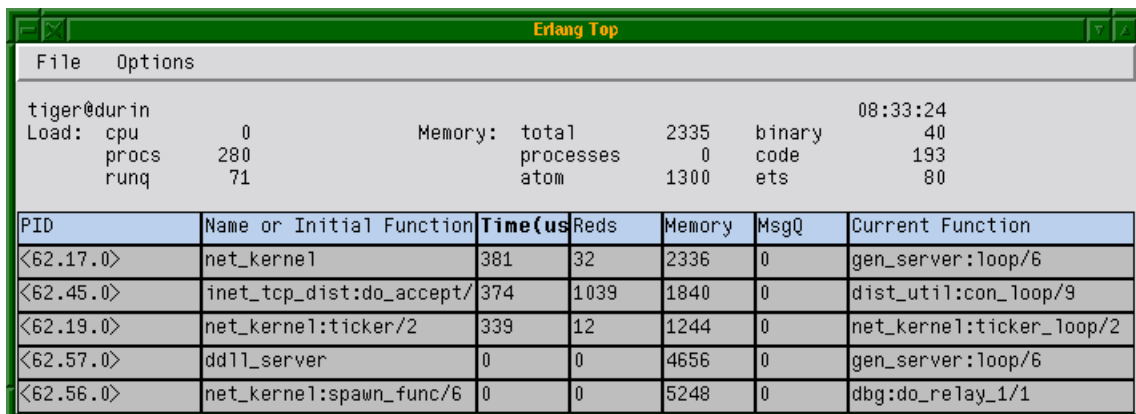 Erlang Top
File Options
tiger@durin 08:33:24
Load: cpu 0 Memory: total 2335 binary 40
procs 280 processes 0 code 193
runq 71 atom 1300 ets 80
PID Name or Initial Function Time(us Reds Memory MsgQ Current Function
<62.17.0> net_kernel 381 32 2336 0 gen_server:loop/6
<62.45.0> inet_tcp_dist:do_accept/ 374 1039 1840 0 dist_util:con_loop/9
<62.19.0> net_kernel:ticker/2 339 12 1244 0 net_kernel:ticker_loop/2
<62.57.0> ddll_server 0 0 4656 0 gen_server:loop/6
<62.56.0> net_kernel:spawn_func/6 0 0 5248 0 dbg:do_relay_1/1